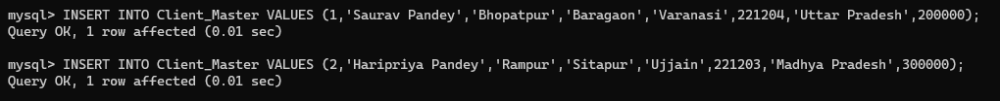 mysql> INSERT INTO Client_Master VALUES (1,'Saurav Pandey','Bhopatpur','Baragaon','Varanasi',221204,'Uttar Pradesh',200000);
Query OK, 1 row affected (0.01 sec)
mysql> INSERT INTO Client_Master VALUES (2,'Haripriya Pandey','Rampur','Sitapur','Ujjain',221203,'Madhya Pradesh',300000);
Query OK, 1 row affected (0.01 sec)